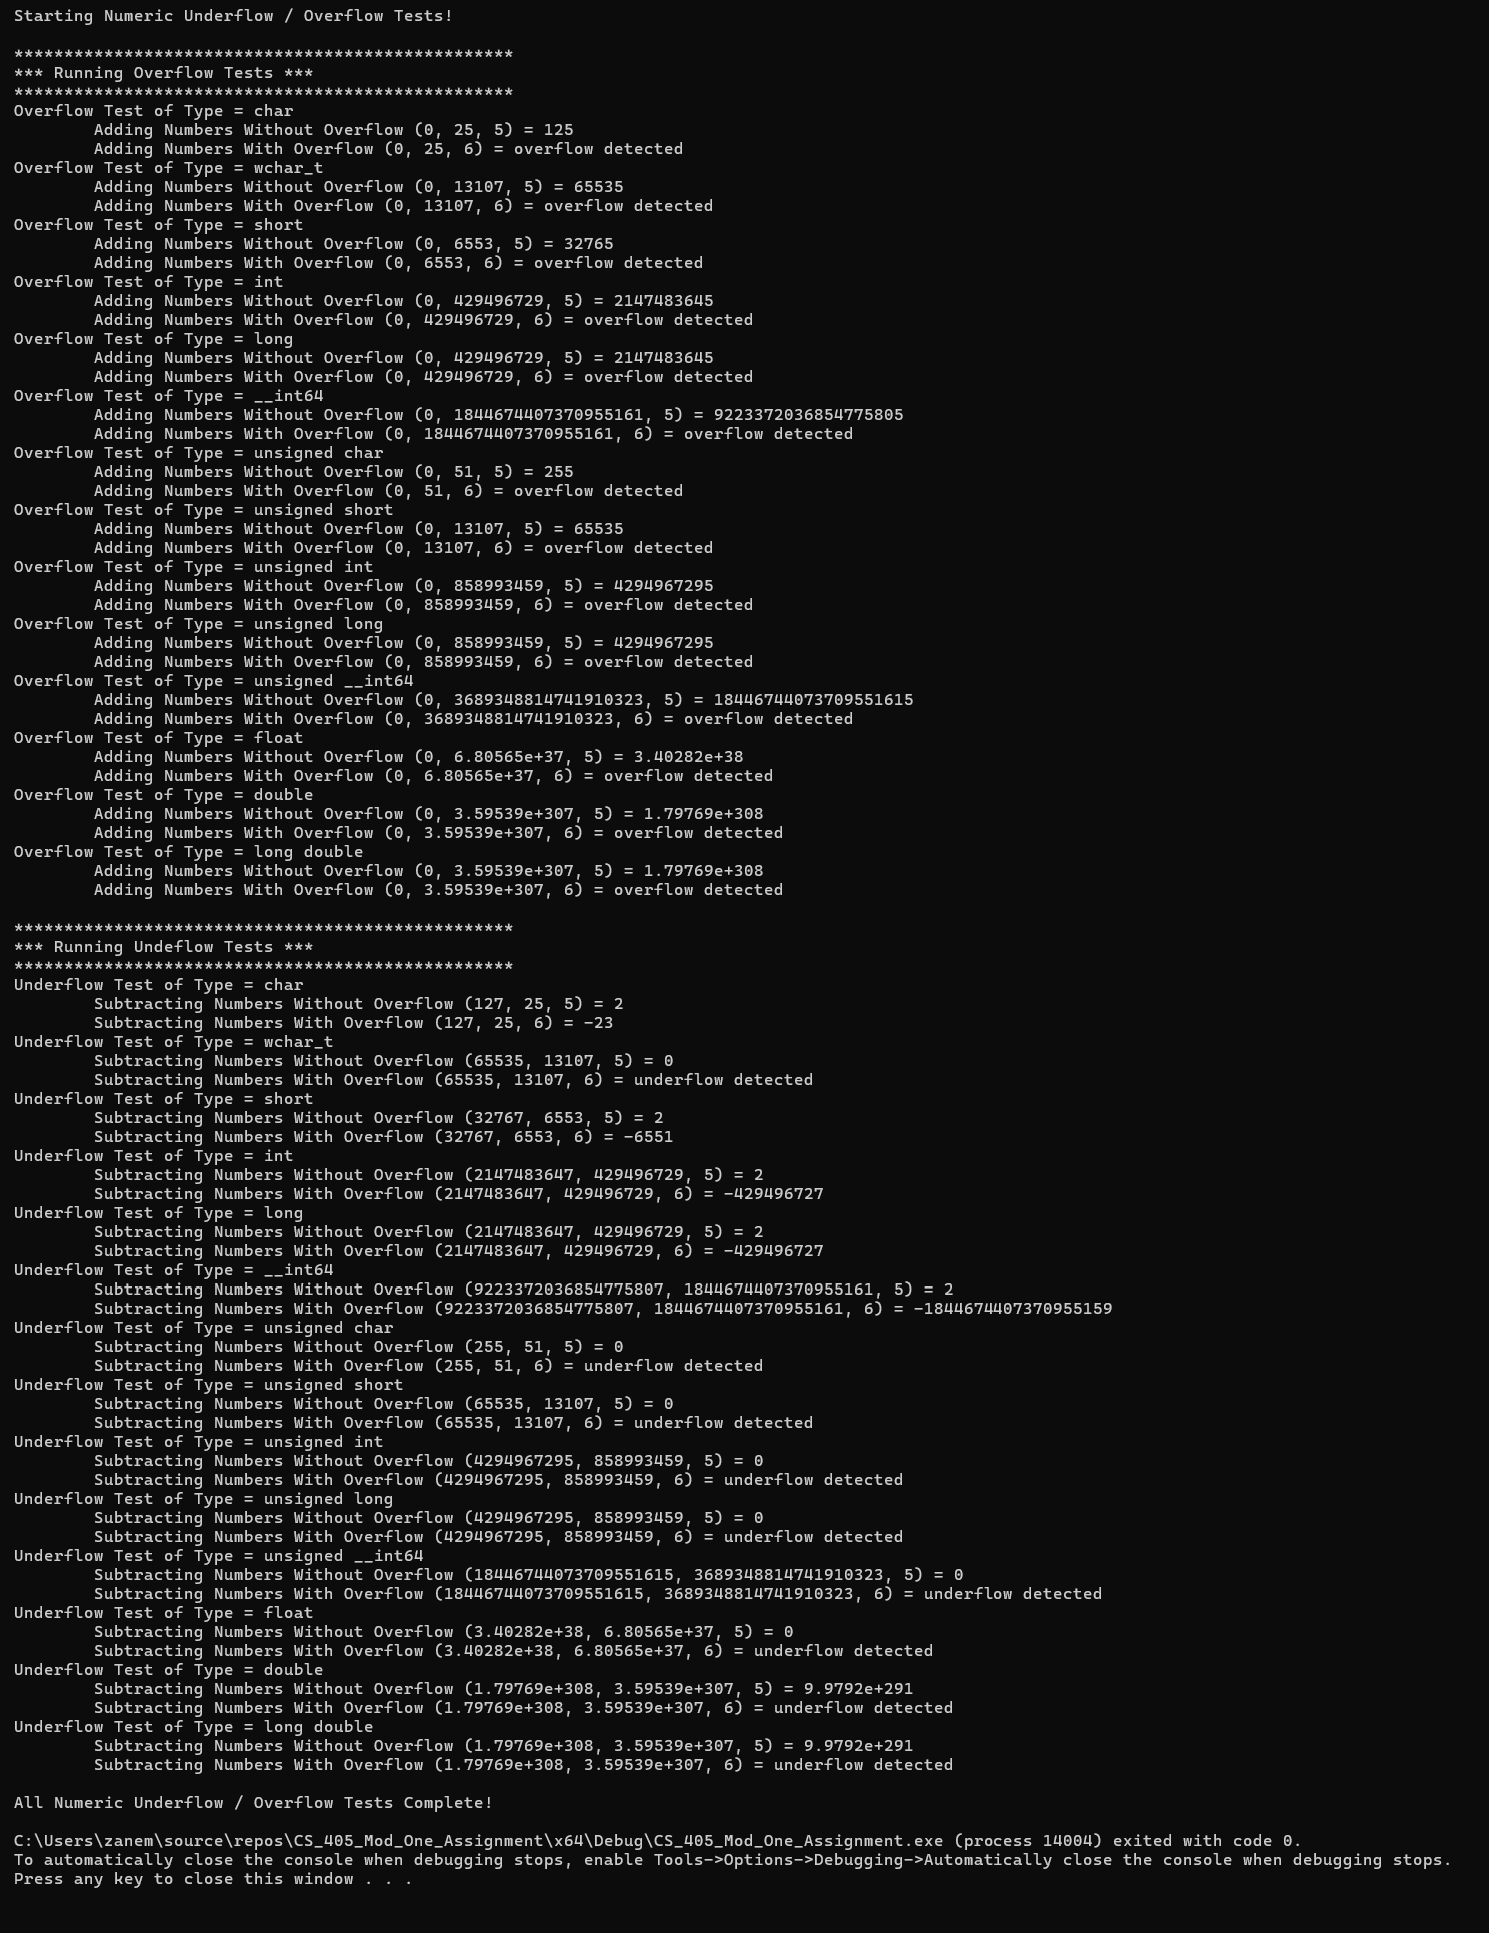 Starting Numeric Underflow / Overflow Tests!
**************************************************
*** Running Overflow Tests ***
**************************************************
Overflow Test of Type = char
Adding Numbers Without Overflow (0, 25, 5) = 125
Adding Numbers With Overflow (0, 25, 6) = overflow detected
Overflow Test of Type = wchar_t
Adding Numbers Without Overflow (0, 13107, 5) = 65535
Adding Numbers With Overflow (0, 13107, 6) = overflow detected
Overflow Test of Type = short
Adding Numbers Without Overflow (0, 6553, 5) = 32765
Adding Numbers With Overflow (0, 6553, 6) = overflow detected
Overflow Test of Type = int
Adding Numbers Without Overflow (0, 429496729, 5) = 2147483645
Adding Numbers With Overflow (0, 429496729, 6) = overflow detected
Overflow Test of Type = long
Adding Numbers Without Overflow (0, 429496729, 5) = 2147483645
Adding Numbers With Overflow (0, 429496729, 6) = overflow detected
Overflow Test of Type = __int64
Adding Numbers Without Overflow (0, 1844674407370955161, 5) = 9223372036854775805
Adding Numbers With Overflow (0, 1844674407370955161, 6) = overflow detected
Overflow Test of Type = unsigned char
Adding Numbers Without Overflow (0, 51, 5) = 255
Adding Numbers With Overflow (0, 51, 6) = overflow detected
Overflow Test of Type = unsigned short
Adding Numbers Without Overflow (0, 13107, 5) = 65535
Adding Numbers With Overflow (0, 13107, 6) = overflow detected
Overflow Test of Type = unsigned int
Adding Numbers Without Overflow (0, 858993459, 5) = 4294967295
Adding Numbers With Overflow (0, 858993459, 6) = overflow detected
Overflow Test of Type = unsigned long
Adding Numbers Without Overflow (0, 858993459, 5) = 4294967295
Adding Numbers With Overflow (0, 858993459, 6) = overflow detected
Overflow Test of Type = unsigned __int64
Adding Numbers Without Overflow (0, 3689348814741910323, 5) = 18446744073709551615
Adding Numbers With Overflow (0, 3689348814741910323, 6) = overflow detected
Overflow Test of Type = float
Adding Numbers Without Overflow (0, 6.80565e+37, 5) = 3.40282e+38
Adding Numbers With Overflow (0, 6.80565e+37, 6) = overflow detected
Overflow Test of Type = double
Adding Numbers Without Overflow (0, 3.59539e+307, 5) = 1.79769e+308
Adding Numbers With Overflow (0, 3.59539e+307, 6) = overflow detected
Overflow Test of Type = long double
Adding Numbers Without Overflow (0, 3.59539e+307, 5) = 1.79769e+308
Adding Numbers With Overflow (0, 3.59539e+307, 6) = overflow detected
**************************************************
*** Running Undeflow Tests ***
**************************************************
Underflow Test of Type = char
Subtracting Numbers Without Overflow (127, 25, 5) = 2
Subtracting Numbers With Overflow (127, 25, 6) = -23
Underflow Test of Type = wchar_t
Subtracting Numbers Without Overflow (65535, 13107, 5) = 0
Subtracting Numbers With Overflow (65535, 13107, 6) = underflow detected
Underflow Test of Type = short
Subtracting Numbers Without Overflow (32767, 6553, 5) = 2
Subtracting Numbers With Overflow (32767, 6553, 6) = -6551
Underflow Test of Type = int
Subtracting Numbers Without Overflow (2147483647, 429496729, 5) = 2
Subtracting Numbers With Overflow (2147483647, 429496729, 6) = -429496727
Underflow Test of Type = long
Subtracting Numbers Without Overflow (2147483647, 429496729, 5) = 2
Subtracting Numbers With Overflow (2147483647, 429496729, 6) = -429496727
Underflow Test of Type = __int64
Subtracting Numbers Without Overflow (9223372036854775807, 1844674407370955161, 5) = 2
Subtracting Numbers With Overflow (9223372036854775807, 1844674407370955161, 6) = -1844674407370955159
Underflow Test of Type = unsigned char
Subtracting Numbers Without Overflow (255, 51, 5) = 0
Subtracting Numbers With Overflow (255, 51, 6) = underflow detected
Underflow Test of Type = unsigned short
Subtracting Numbers Without Overflow (65535, 13107, 5) = 0
Subtracting Numbers With Overflow (65535, 13107, 6) = underflow detected
Underflow Test of Type = unsigned int
Subtracting Numbers Without Overflow (4294967295, 858993459, 5) = 0
Subtracting Numbers With Overflow (4294967295, 858993459, 6) = underflow detected
Underflow Test of Type = unsigned long
Subtracting Numbers Without Overflow (4294967295, 858993459, 5) = 0
Subtracting Numbers With Overflow (4294967295, 858993459, 6) = underflow detected
Underflow Test of Type = unsigned __int64
Subtracting Numbers Without Overflow (18446744073709551615, 3689348814741910323, 5) = 0
Subtracting Numbers With Overflow (18446744073709551615, 3689348814741910323, 6) = underflow detected
Underflow Test of Type = float
Subtracting Numbers Without Overflow (3.40282e+38, 6.80565e+37, 5) = 0
Subtracting Numbers With Overflow (3.40282e+38, 6.80565e+37, 6) = underflow detected
Underflow Test of Type = double
Subtracting Numbers Without Overflow (1.79769e+308, 3.59539e+307, 5) = 9.9792e+291
Subtracting Numbers With Overflow (1.79769e+308, 3.59539e+307, 6) = underflow detected
Underflow Test of Type = long double
Subtracting Numbers Without Overflow (1.79769e+308, 3.59539e+307, 5) = 9.9792e+291
Subtracting Numbers With Overflow (1.79769e+308, 3.59539e+307, 6) = underflow detected
All Numeric Underflow / Overflow Tests Complete!
C:\Users\zanem\source\repos\CS_405_Mod_One_Assignment\x64\Debug\CS_405_Mod_One_Assignment.exe (process 14004) exited with code 0.
To automatically close the console when debugging stops, enable Tools->Options->Debugging->Automatically close the console when debugging stops.
Press any key to close this window . . .